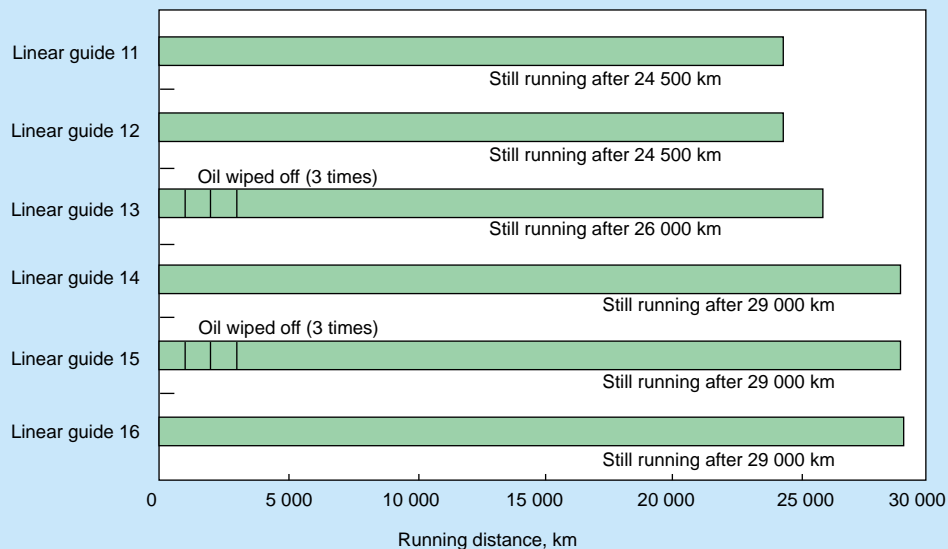 Linear guide 11
Still running after 24 500 km
Linear guide 12
Still running after 24 500 km
Oil wiped off (3 times)
Linear guide 13
Still running after 26 000 km
Linear guide 14
Still running after 29 000 km
Oil wiped off (3 times)
Linear guide 15
Still running after 29 000 km
Linear guide 16
Still running after 29 000 km
0 5 000 10 000 15 000 20 000 25 000 30 000
Running distance, km